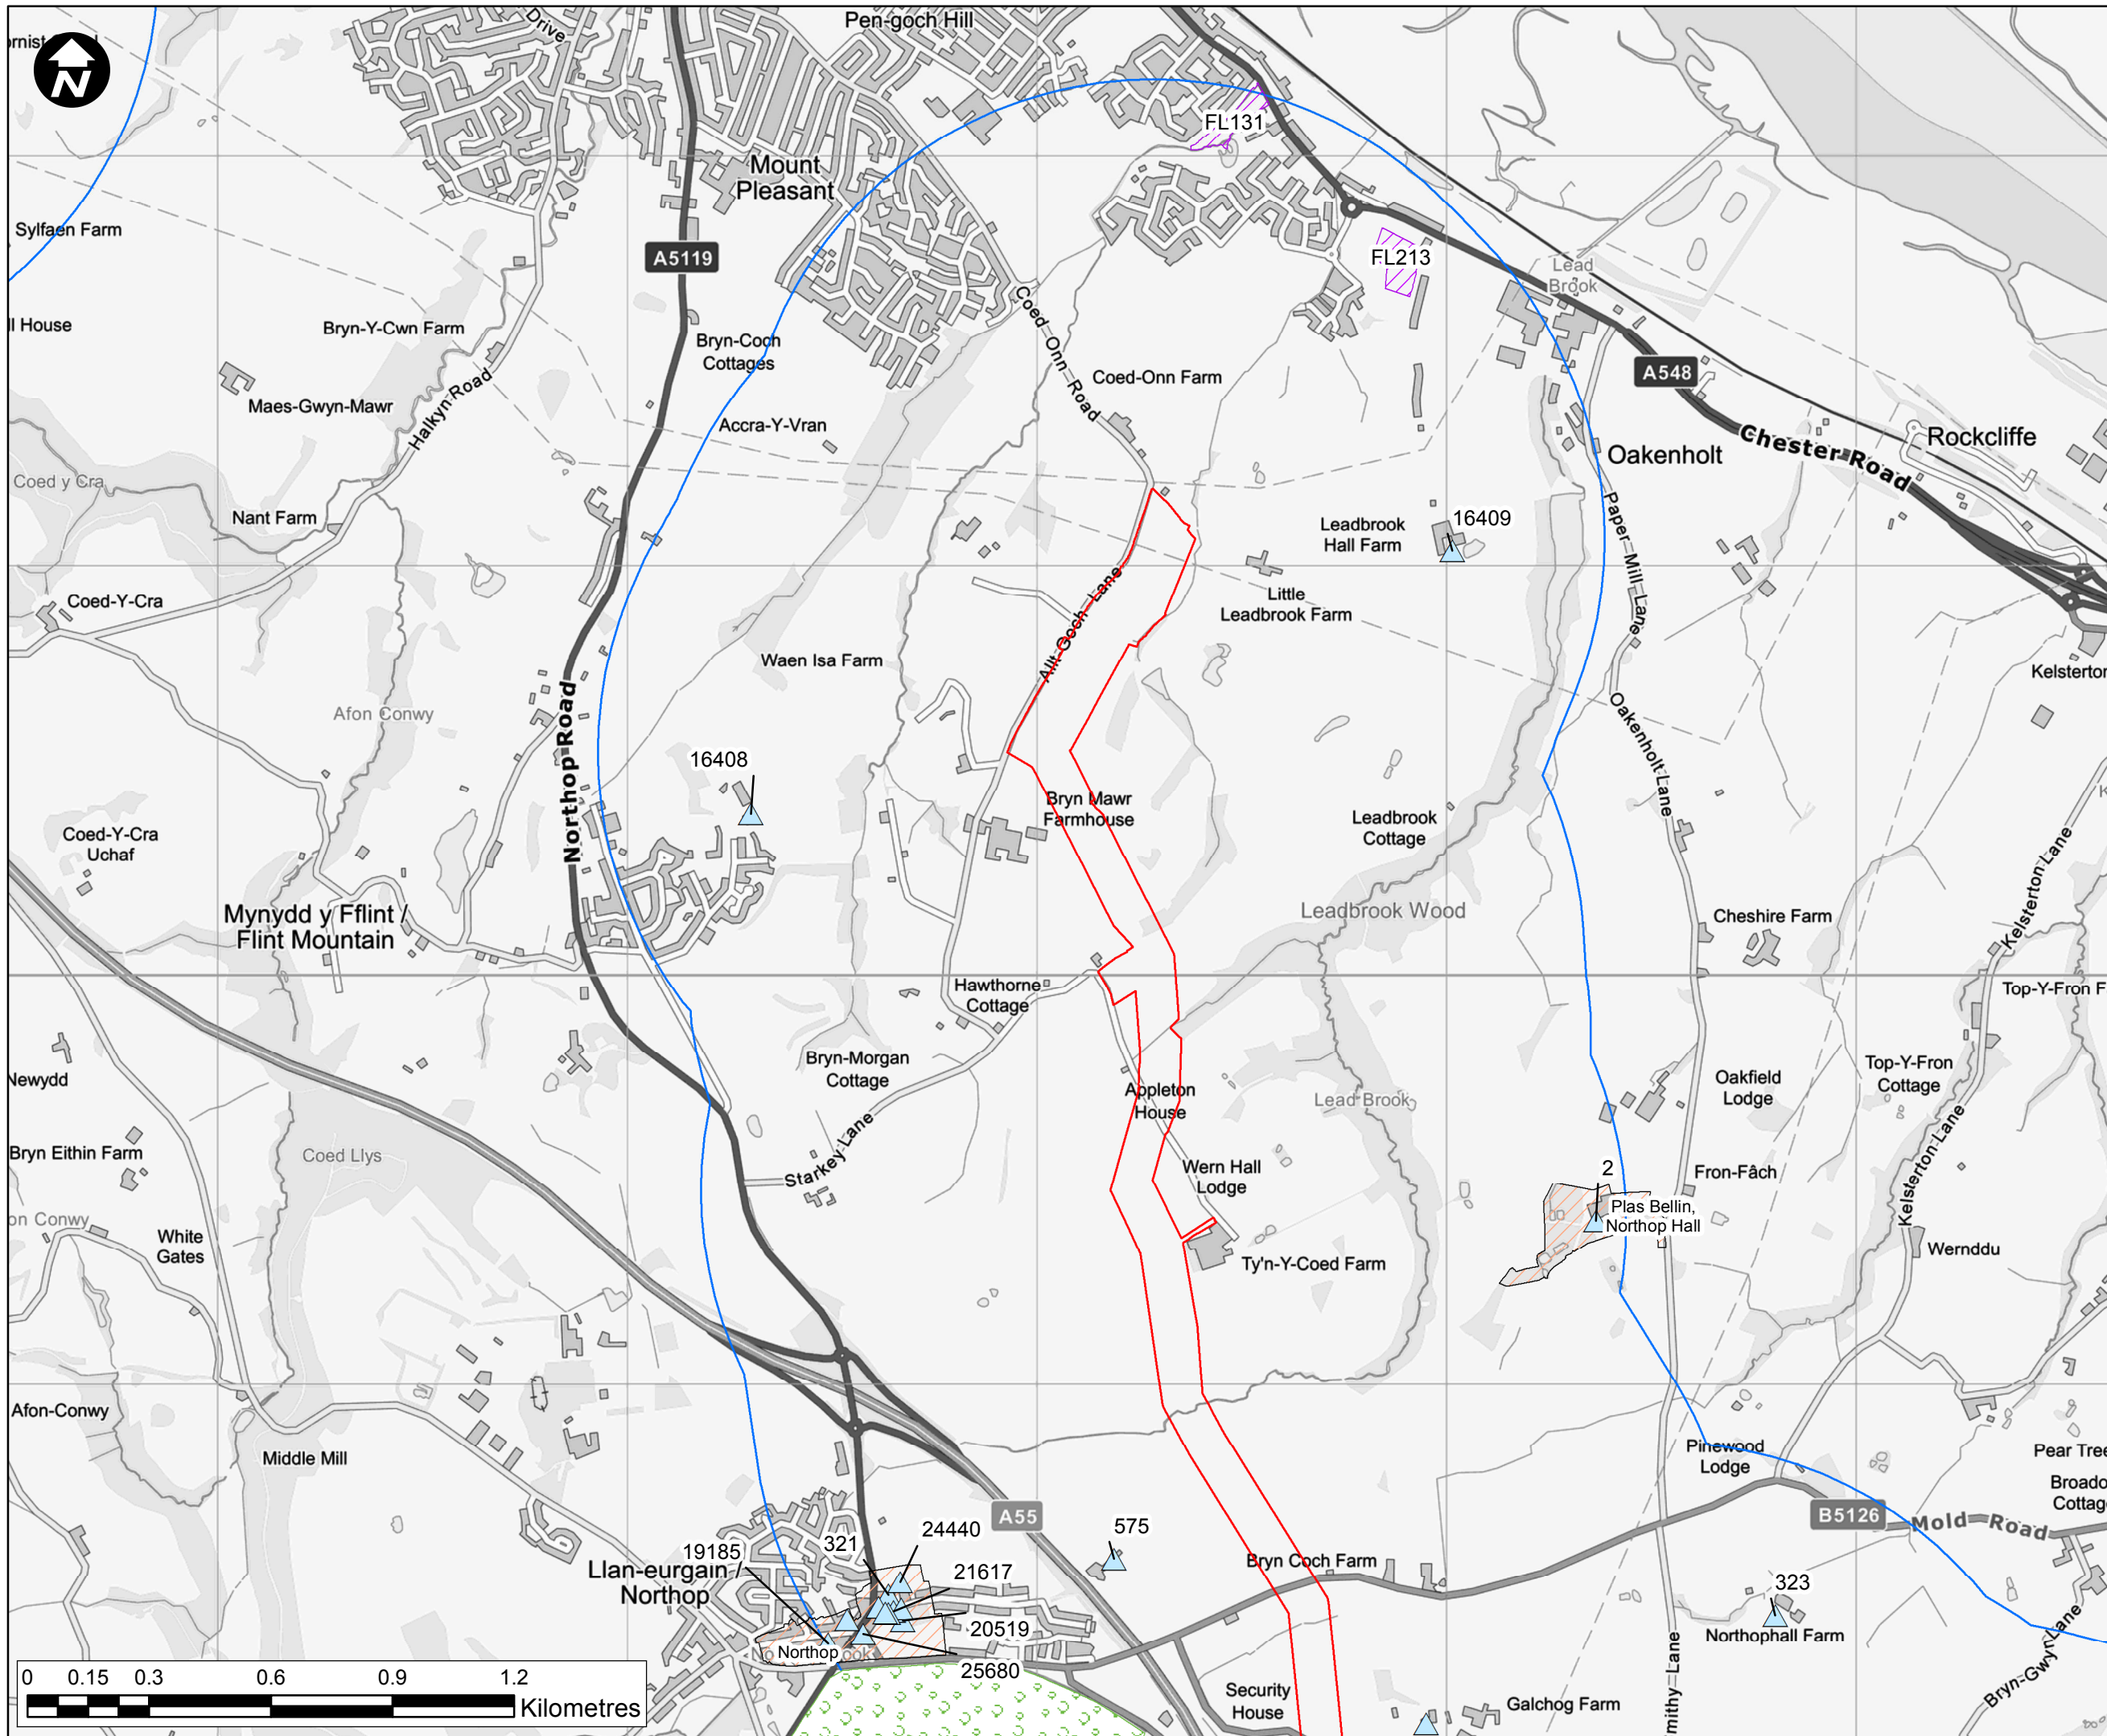 Drive
Pen-goch Hill
N
FL131
Mount
Pleasant
Sylfaen Farm
A5119
FL213
Lead
Brook
ll House
Bryn-Y-Cwn Farm
Bryn-Coch
Cottages
Coed Onn Road
Coed-Onn Farm
A548
Maes-Gwyn-Mawr
Halkyn Road
Accra-Y-Vran
Oakenholt
Chester Road
Rockcliffe
Coed y Cra
Nant Farm
Leadbrook
Hall Farm
16409
Paper Mill Lane
Coed-Y-Cra
Allt Goch Lane
Little
Leadbrook Farm
Waen Isa Farm
Kelsterton
Afon Conwy
Northop Road
16408
Oakenholt Lane
Bryn Mawr
Farmhouse
Leadbrook
Cottage
Coed-Y-Cra
Uchaf
Kelsterton Lane
Mynydd y Fflint /
Flint Mountain
Leadbrook Wood
Cheshire Farm
Hawthorne
Cottage
Top-Y-Fron F
Newydd
Bryn-Morgan
Cottage
Appleton
House
Lead Brook
Oakfield
Lodge
Top-Y-Fron
Cottage
Bryn Eithin Farm
Coed Llys
Starkey Lane
Wern Hall
Lodge
2
Fron-Fâch
Kelsterton Lane
on Conwy
White
Gates
Plas Bellin,
Northop Hall
Ty'n-Y-Coed Farm
Wernddu
Afon-Conwy
Middle Mill
Pinewood
Lodge
Pear Tree
Broado
Cottag
A55
B5126
Mold Road
575
24440
321
19185
Llan-eurgain /
Northop
21617
Bryn Coch Farm
323
20519
Northophall Farm
Northop
25680
Smithy Lane
Bryn-Gwyn Lane
Security
House
Galchog Farm
0 0.15 0.3 0.6 0.9 1.2
Kilometres